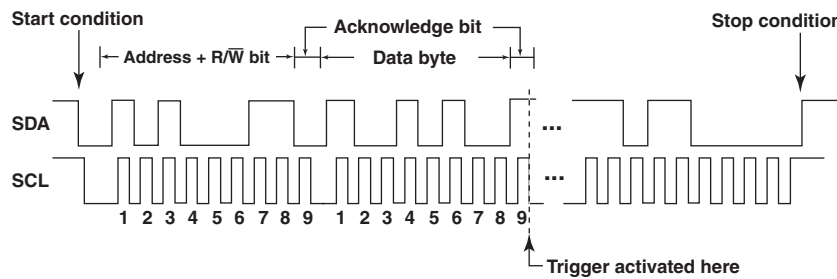 Start condition
Acknowledge bit
Stop condition
Address + R/W̅ bit
Data byte
SDA
...
SCL
...
1 2 3 4 5 6 7 8 9 1 2 3 4 5 6 7 8 9
Trigger activated here